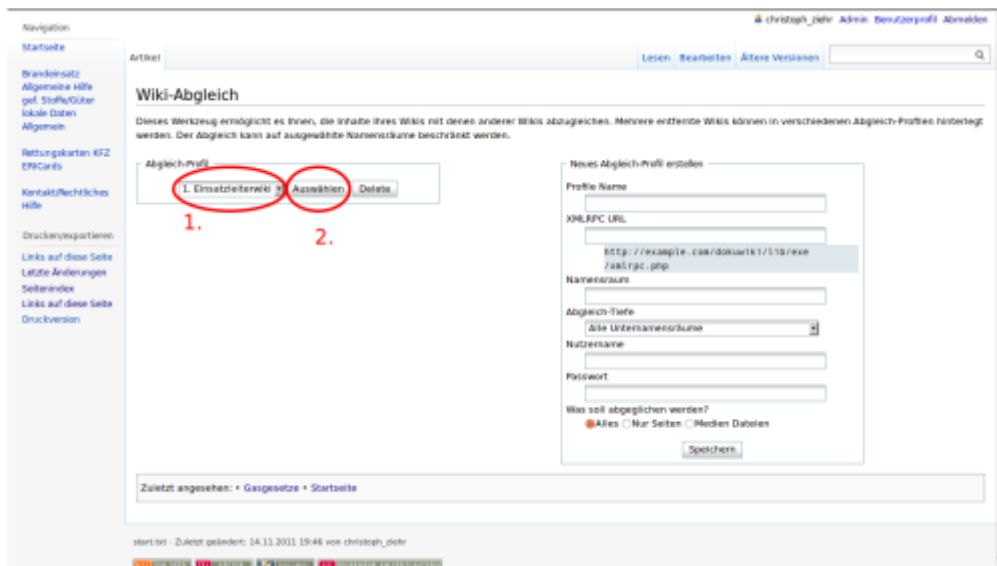 christoph_ziehr Admin Benutzerprofil Abmelden
Navigation
Startseite
Brandeinsatz
Allgemeine Hilfe
gef. Stoffe/Güter
lokale Daten
Allgemein
Rettungskarten KFZ
ERICards
Kontakt/Rechtliches
Hilfe
Drucken/exportieren
Links auf diese Seite
Letzte Änderungen
Seitenindex
Links auf diese Seite
Druckversion
Artikel
Lesen Bearbeiten Ältere Versionen
Wiki-Abgleich
Dieses Werkzeug ermöglicht es Ihnen, die Inhalte Ihres Wikis mit denen anderer Wikis abzugleichen. Mehrere entfernte Wikis können in verschiedenen Abgleich-Profilen hinterlegt
werden. Der Abgleich kann auf ausgewählte Namensräume beschränkt werden.
Abgleich-Profil
1. Einsatzleiterwiki Auswählen Delete
1.
2.
Neues Abgleich-Profil erstellen
Profile Name
XMLRPC URL
http://example.com/dokuwiki/lib/exe
/xmlrpc.php
Namensraum
Abgleich-Tiefe
Alle Unternamensräume
Nutzername
Passwort
Was soll abgeglichen werden?
Alles Nur Seiten Medien Dateien
Speichern
Zuletzt angesehen: • Gasgesetze • Startseite
start.txt · Zuletzt geändert: 14.11.2011 19:46 von christoph_ziehr